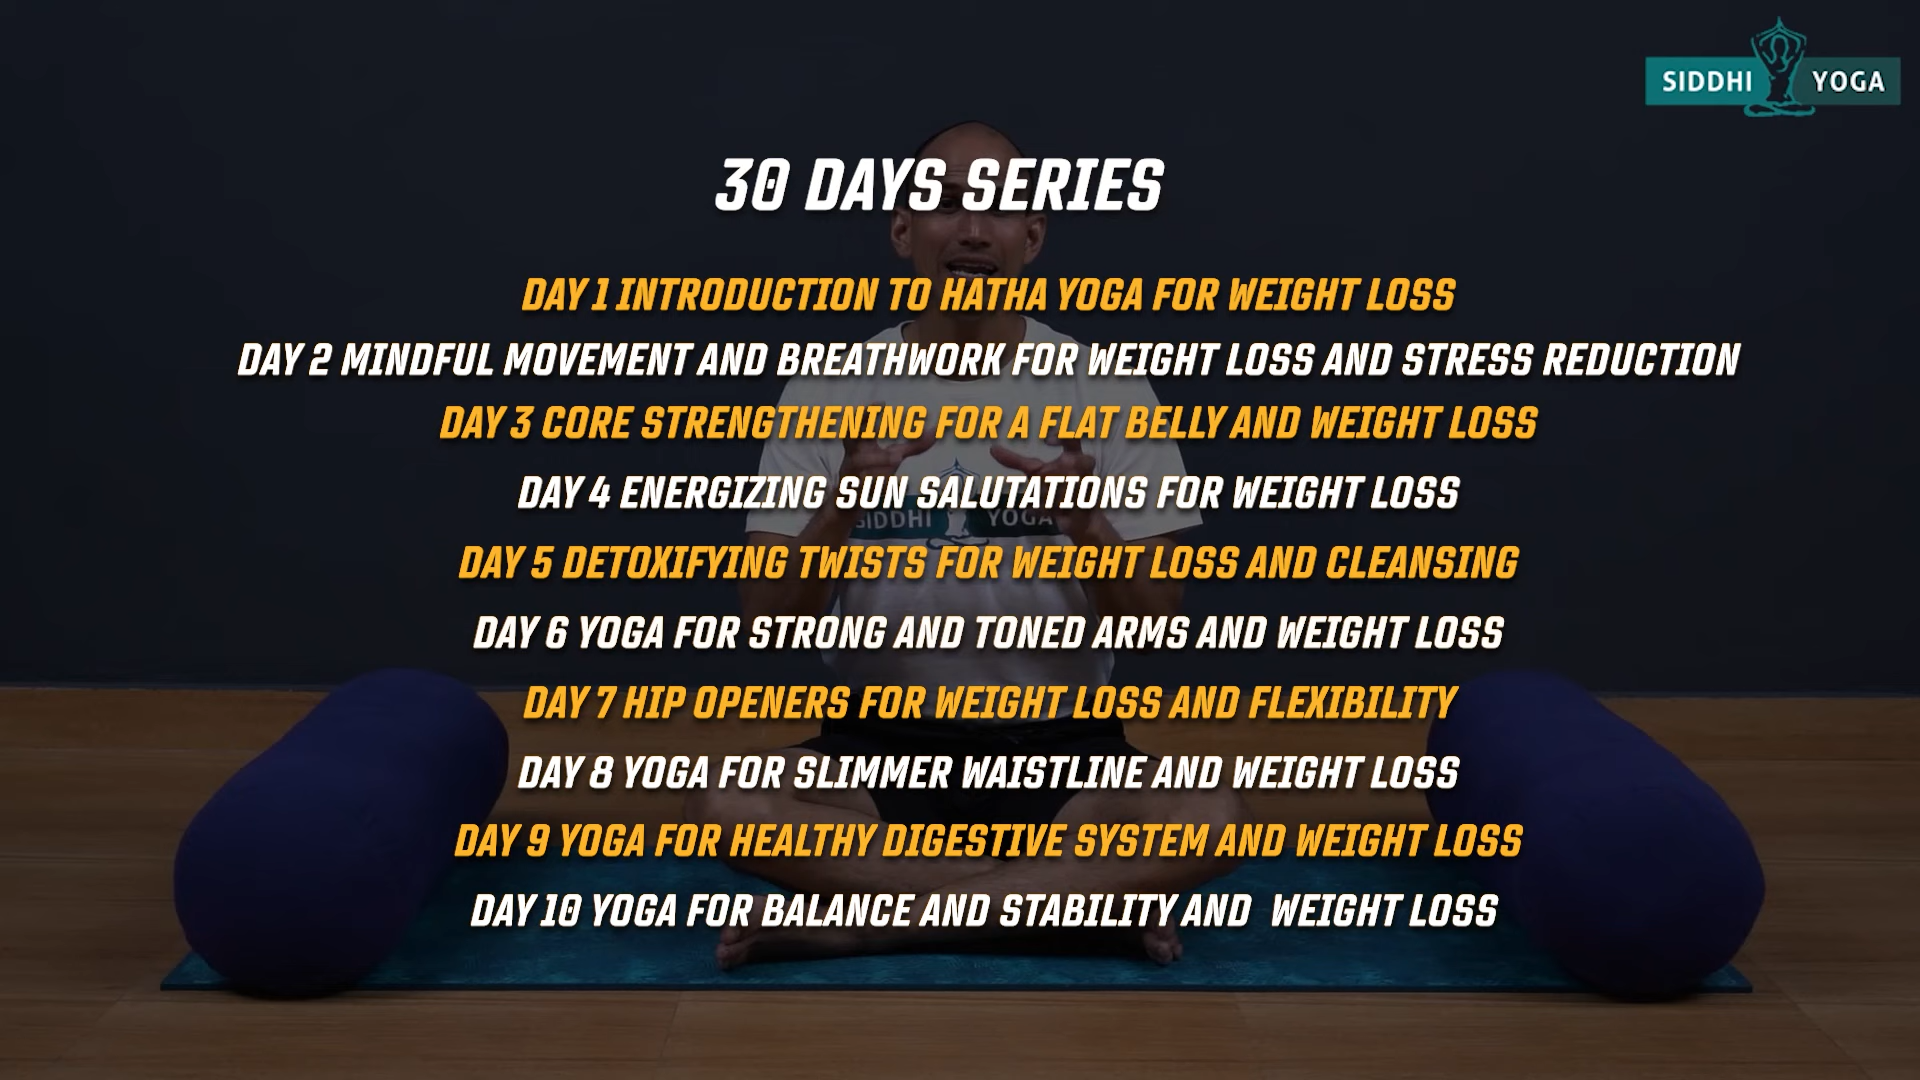 SIDDHI YOGA
30 DAYS SERIES
DAY 1 INTRODUCTION TO HATHA YOGA FOR WEIGHT LOSS
DAY 2 MINDFUL MOVEMENT AND BREATHWORK FOR WEIGHT LOSS AND STRESS REDUCTION
DAY 3 CORE STRENGTHENING FOR A FLAT BELLY AND WEIGHT LOSS
DAY 4 ENERGIZING SUN SALUTATIONS FOR WEIGHT LOSS
SIDDHI YOGA
DAY 5 DETOXIFYING TWISTS FOR WEIGHT LOSS AND CLEANSING
DAY 6 YOGA FOR STRONG AND TONED ARMS AND WEIGHT LOSS
DAY 7 HIP OPENERS FOR WEIGHT LOSS AND FLEXIBILITY
DAY 8 YOGA FOR SLIMMER WAISTLINE AND WEIGHT LOSS
DAY 9 YOGA FOR HEALTHY DIGESTIVE SYSTEM AND WEIGHT LOSS
DAY 10 YOGA FOR BALANCE AND STABILITY AND WEIGHT LOSS